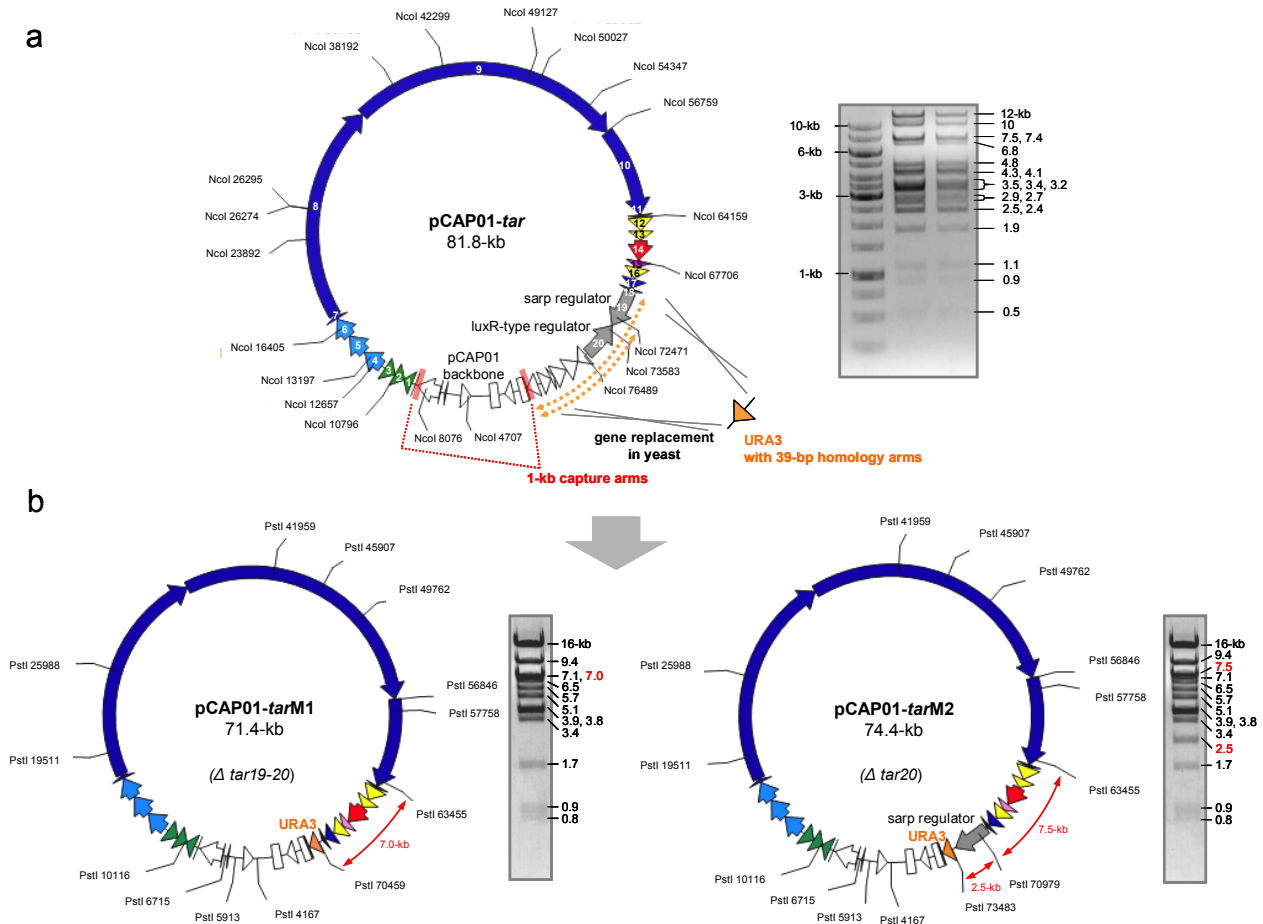 a
NcoI 38192
NcoI 42299
NcoI 49127
NcoI 50027
NcoI 54347
NcoI 56759
NcoI 26295
NcoI 26274
NcoI 23892
NcoI 16405
NcoI 13197
NcoI 12657
NcoI 10796
NcoI 8076
NcoI 4707
NcoI 64159
NcoI 67706
NcoI 72471
NcoI 73583
NcoI 76489
1
2
3
4
5
6
7
8
9
10
11
12
13
14
15
16
17
18
19
20
pCAP01-tar
81.8-kb
sarp regulator
luxR-type regulator
pCAP01
backbone
gene replacement
in yeast
URA3
with 39-bp homology arms
1-kb capture arms
10-kb
6-kb
3-kb
1-kb
12-kb
10
7.5, 7.4
6.8
4.8
4.3, 4.1
3.5, 3.4, 3.2
2.9, 2.7
2.5, 2.4
1.9
1.1
0.9
0.5
b
PstI 41959
PstI 45907
PstI 49762
PstI 25988
PstI 56846
PstI 57758
PstI 19511
PstI 63455
PstI 10116
PstI 6715
PstI 5913
PstI 4167
PstI 70459
pCAP01-tarM1
71.4-kb
(Δ tar19-20)
URA3
7.0-kb
16-kb
9.4
7.1, 7.0
6.5
5.7
5.1
3.9, 3.8
3.4
1.7
0.9
0.8
PstI 41959
PstI 45907
PstI 49762
PstI 25988
PstI 56846
PstI 57758
PstI 19511
PstI 63455
PstI 10116
PstI 6715
PstI 5913
PstI 4167
PstI 73483
PstI 70979
pCAP01-tarM2
74.4-kb
(Δ tar20)
sarp regulator
URA3
7.5-kb
2.5-kb
16-kb
9.4
7.5
7.1
6.5
5.7
5.1
3.9, 3.8
3.4
2.5
1.7
0.9
0.8